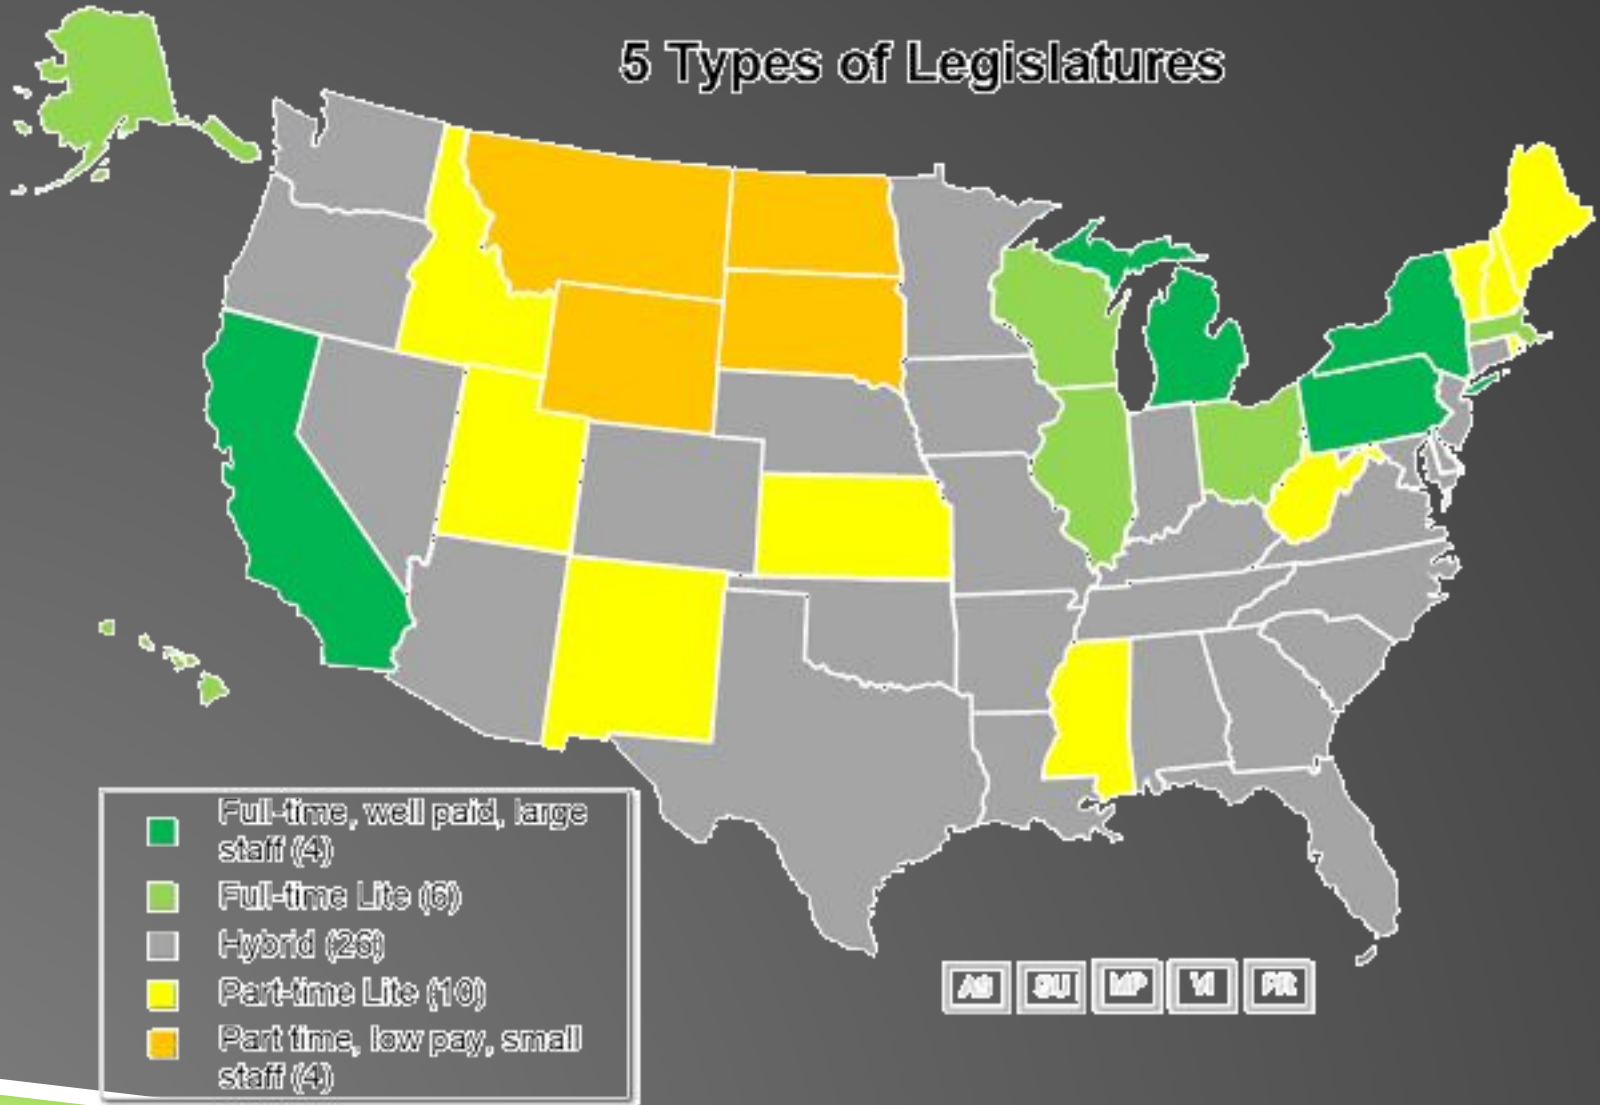 5 Types of Legislatures
Full-time, well paid, large
staff (4)
Full-time Lite (6)
Hybrid (26)
Part-time Lite (10)
Part time, low pay, small
staff (4)
AS GU MP VI PR